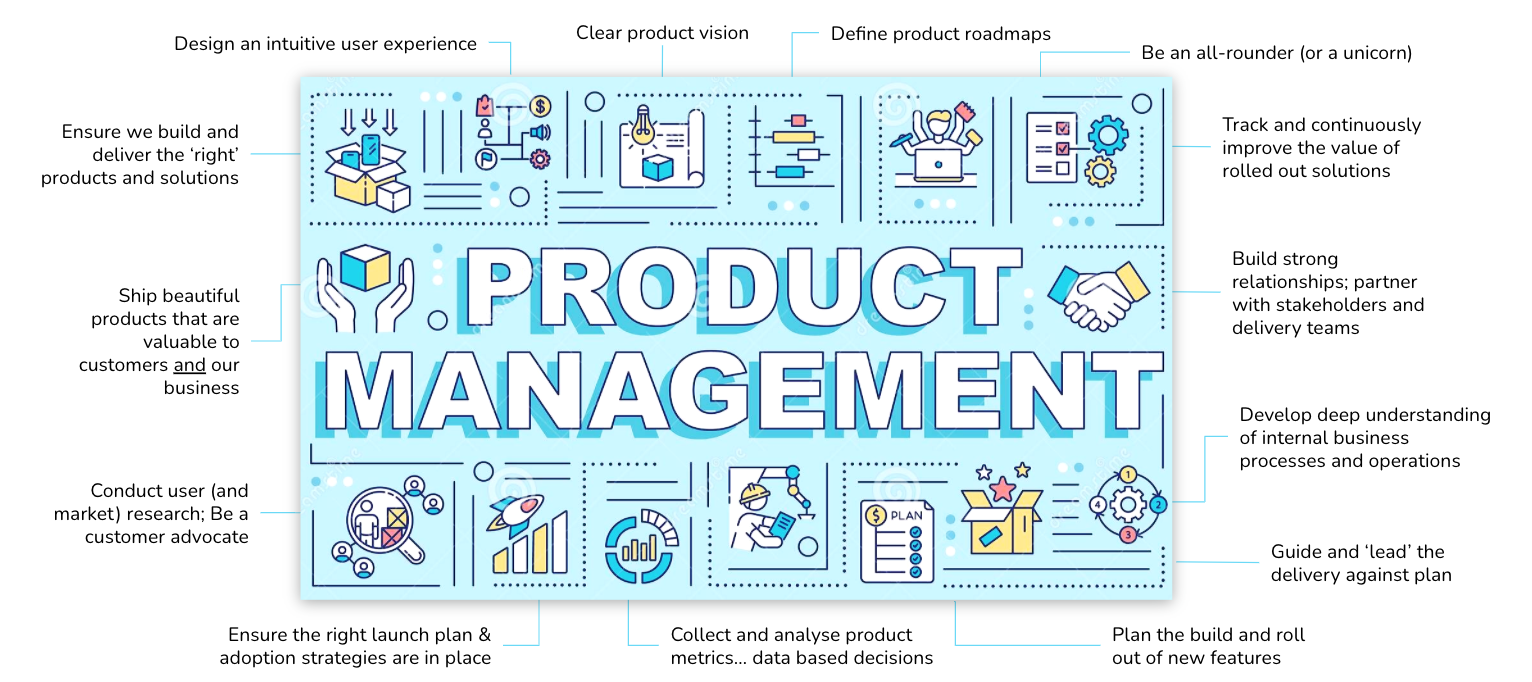 Design an intuitive user experience
Clear product vision
Define product roadmaps
Be an all-rounder (or a unicorn)
Ensure we build and
deliver the ‘right’
products and solutions
Track and continuously
improve the value of
rolled out solutions
$
PRODUCT
MANAGEMENT
Ship beautiful
products that are
valuable to
customers and our
business
Build strong
relationships; partner
with stakeholders and
delivery teams
Develop deep understanding
of internal business
processes and operations
Conduct user (and
market) research; Be a
customer advocate
$ PLAN
1
2
3
4
Guide and ‘lead’ the
delivery against plan
Ensure the right launch plan &
adoption strategies are in place
Collect and analyse product
metrics... data based decisions
Plan the build and roll
out of new features